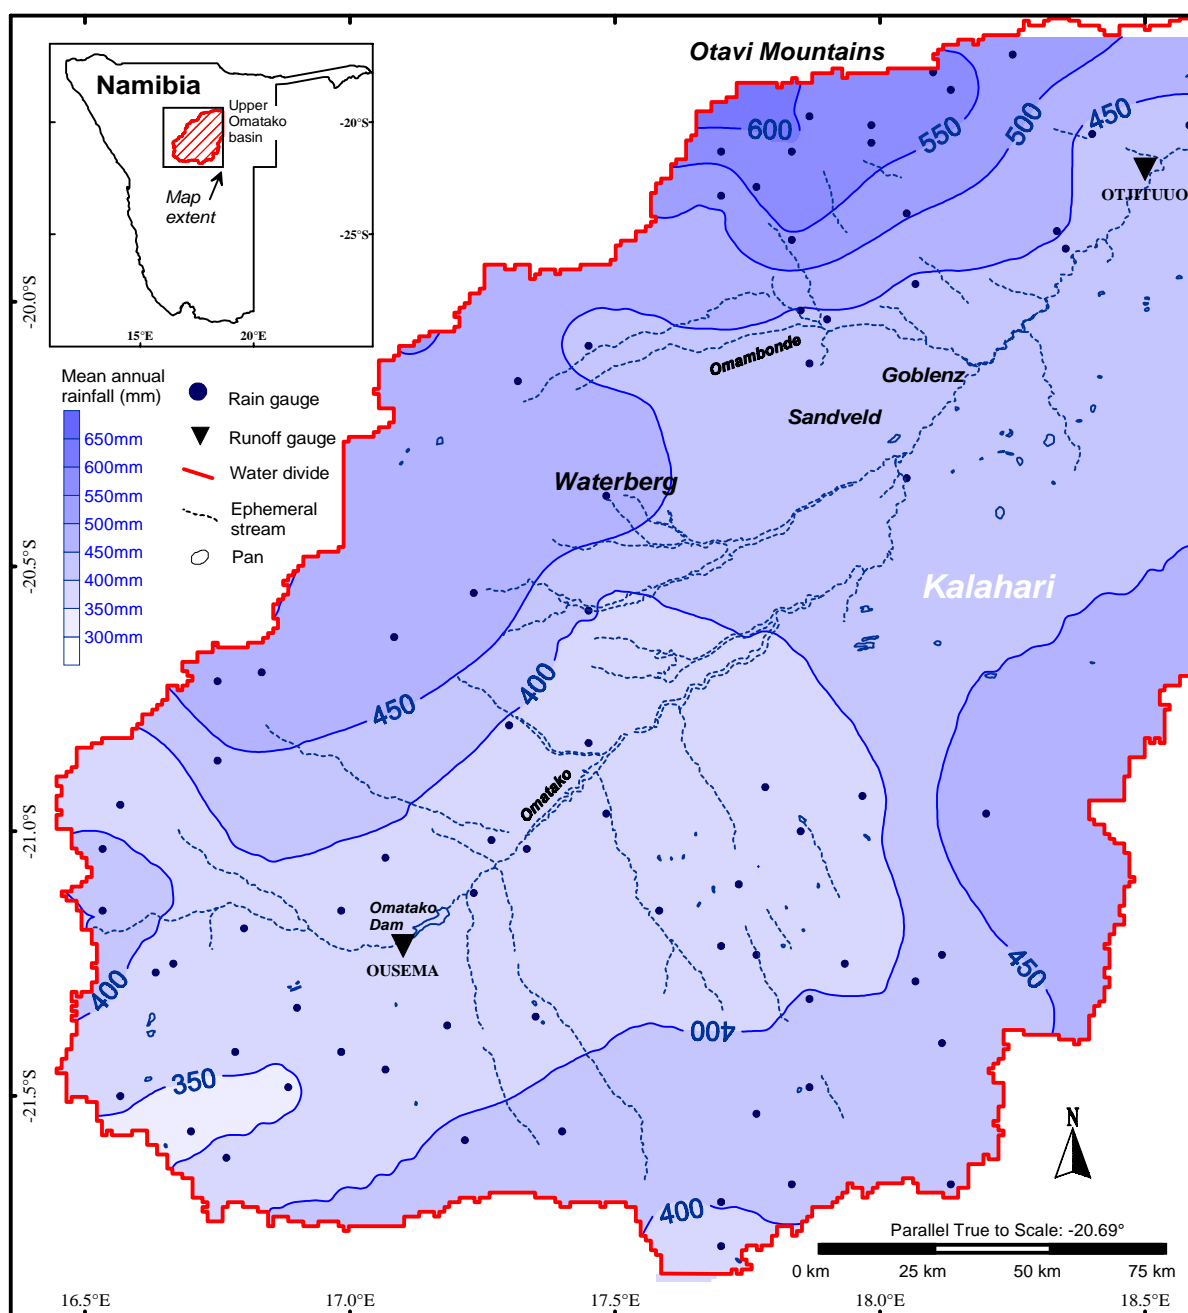 Otavi Mountains
Namibia
Upper
Omatako
basin
-20°S
Map
extent
-25°S
15°E
20°E
600
550
500
450
OTJITUUO
-20.0°S
Mean annual
rainfall (mm)
650mm
600mm
550mm
500mm
450mm
400mm
350mm
300mm
Rain gauge
Runoff gauge
Water divide
Ephemeral
stream
Pan
Omambonde
Goblenz
Sandveld
Waterberg
-20.5°S
Kalahari
400
450
Omatako
-21.0°S
Omatako
Dam
OUSEMA
400
450
400
350
-21.5°S
N
400
Parallel True to Scale: -20.69°
0 km
25 km
50 km
75 km
16.5°E
17.0°E
17.5°E
18.0°E
18.5°E